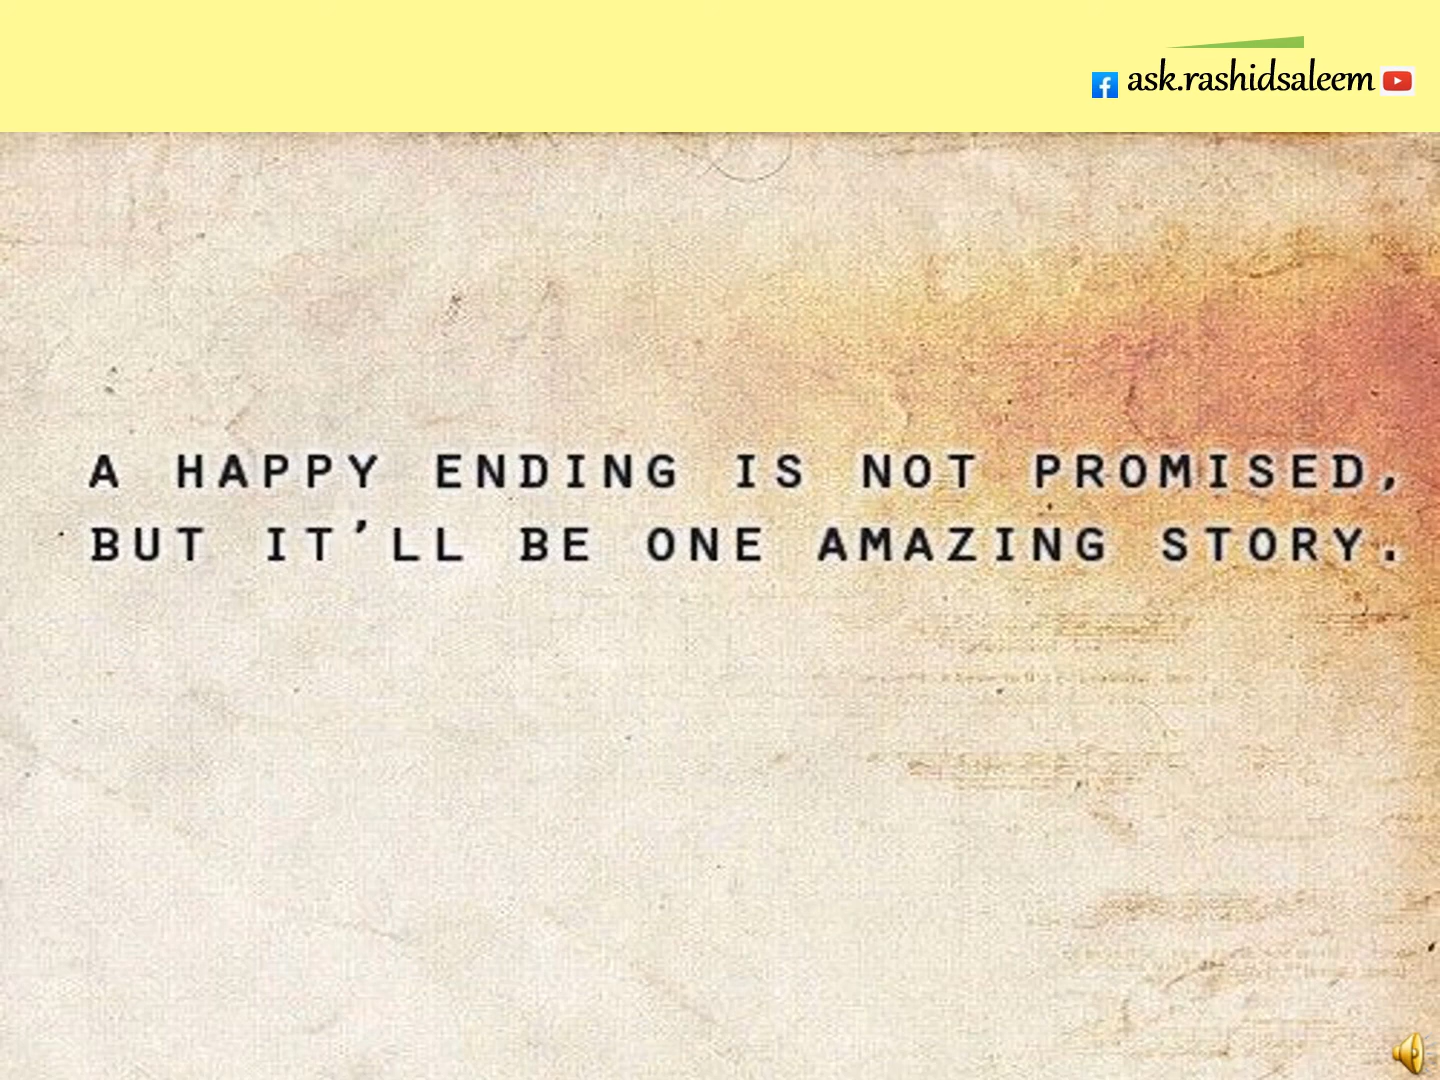 ask.rashidsaleem
A HAPPY ENDING IS NOT PROMISED,
BUT IT'LL BE ONE AMAZING STORY.